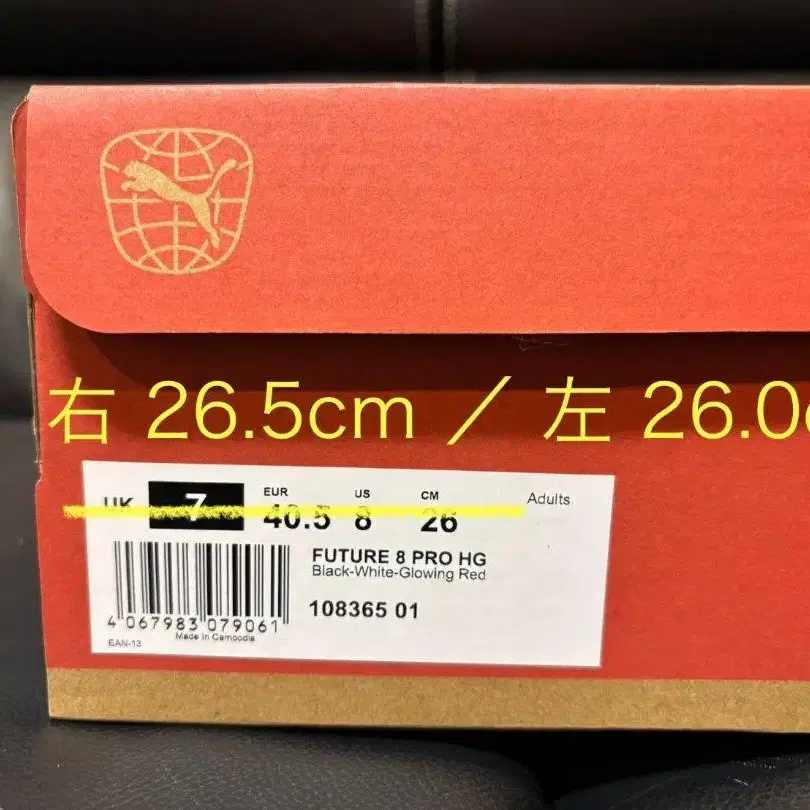 右 26.5cm ／ 左 26.0c
UK 7 EUR 40.5 US 8 CM 26 Adults
FUTURE 8 PRO HG
Black-White-Glowing Red
108365 01
4 067983 079061
Made in Cambodia
EAN-13